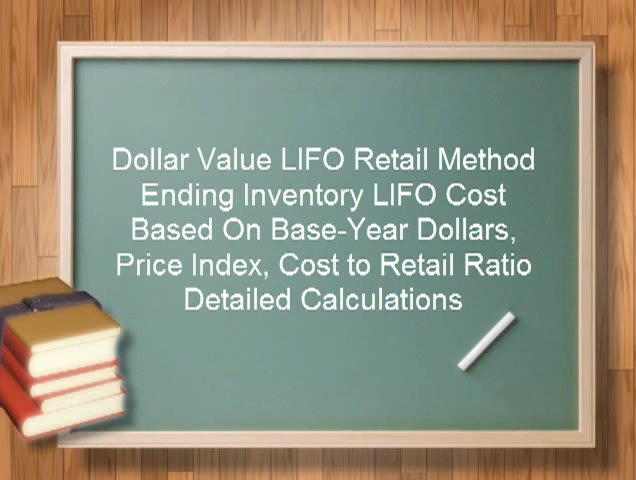 Dollar Value LIFO Retail Method
Ending Inventory LIFO Cost
Based On Base-Year Dollars,
Price Index, Cost to Retail Ratio
Detailed Calculations